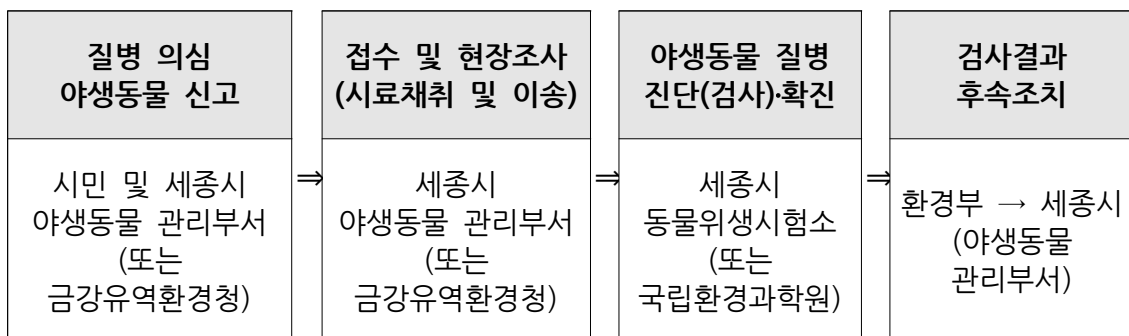 질병 의심
야생동물 신고
시민 및 세종시
야생동물 관리부서
(또는
금강유역환경청)
⇒
접수 및 현장조사
(시료채취 및 이송)
세종시
야생동물 관리부서
(또는
금강유역환경청)
⇒
야생동물 질병
진단(검사)·확진
세종시
동물위생시험소
(또는
국립환경과학원)
⇒
검사결과
후속조치
환경부 → 세종시
(야생동물
관리부서)